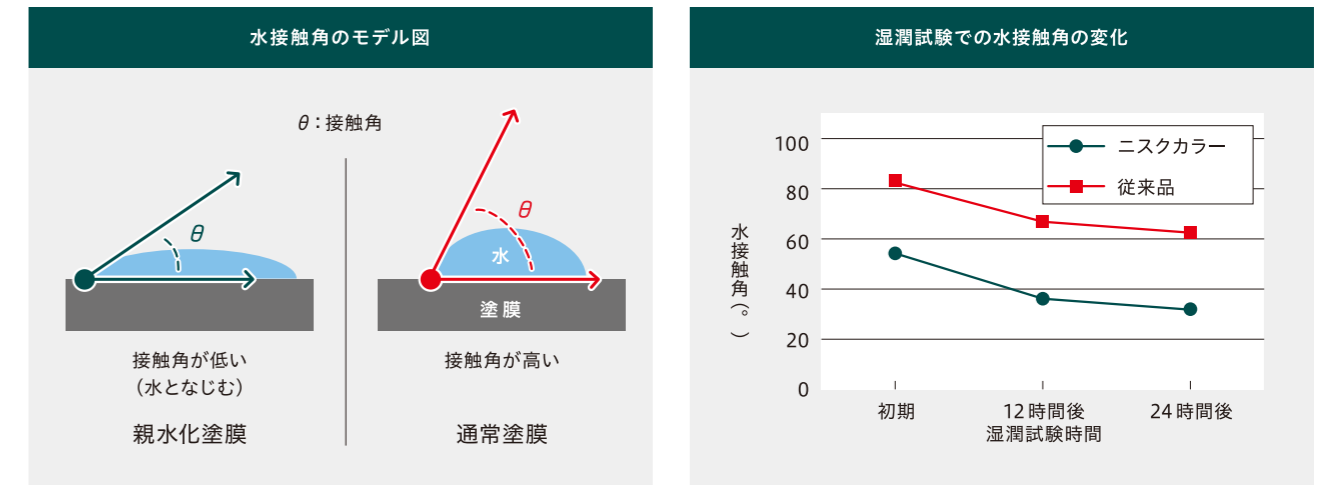 水接触角のモデル図
θ：接触角
θ
θ
水
塗膜
接触角が低い
（水となじむ）
接触角が高い
親水化塗膜
通常塗膜
湿潤試験での水接触角の変化
水接触角（°）
100
80
60
40
20
0
ニスクカラー
従来品
初期
12時間後
24時間後
湿潤試験時間